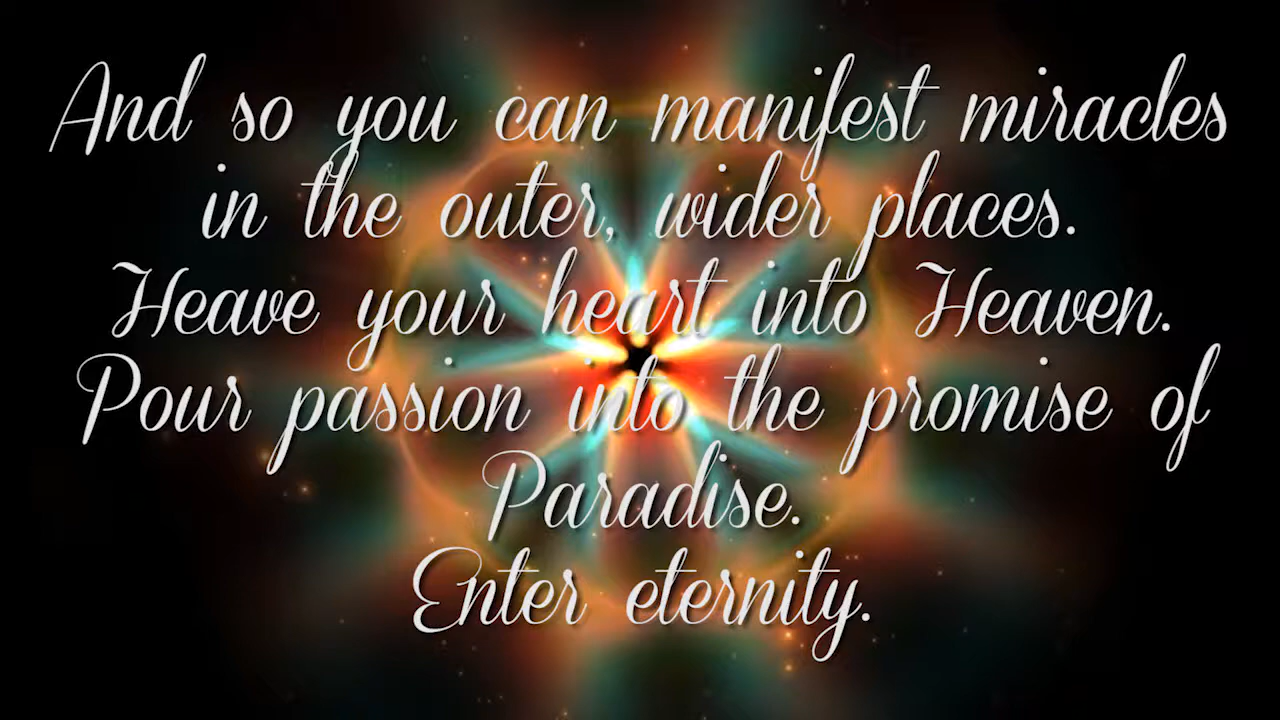 And so you can manifest miracles
in the outer, wider places.
Heave your heart into Heaven.
Pour passion into the promise of
Paradise.
Enter eternity.